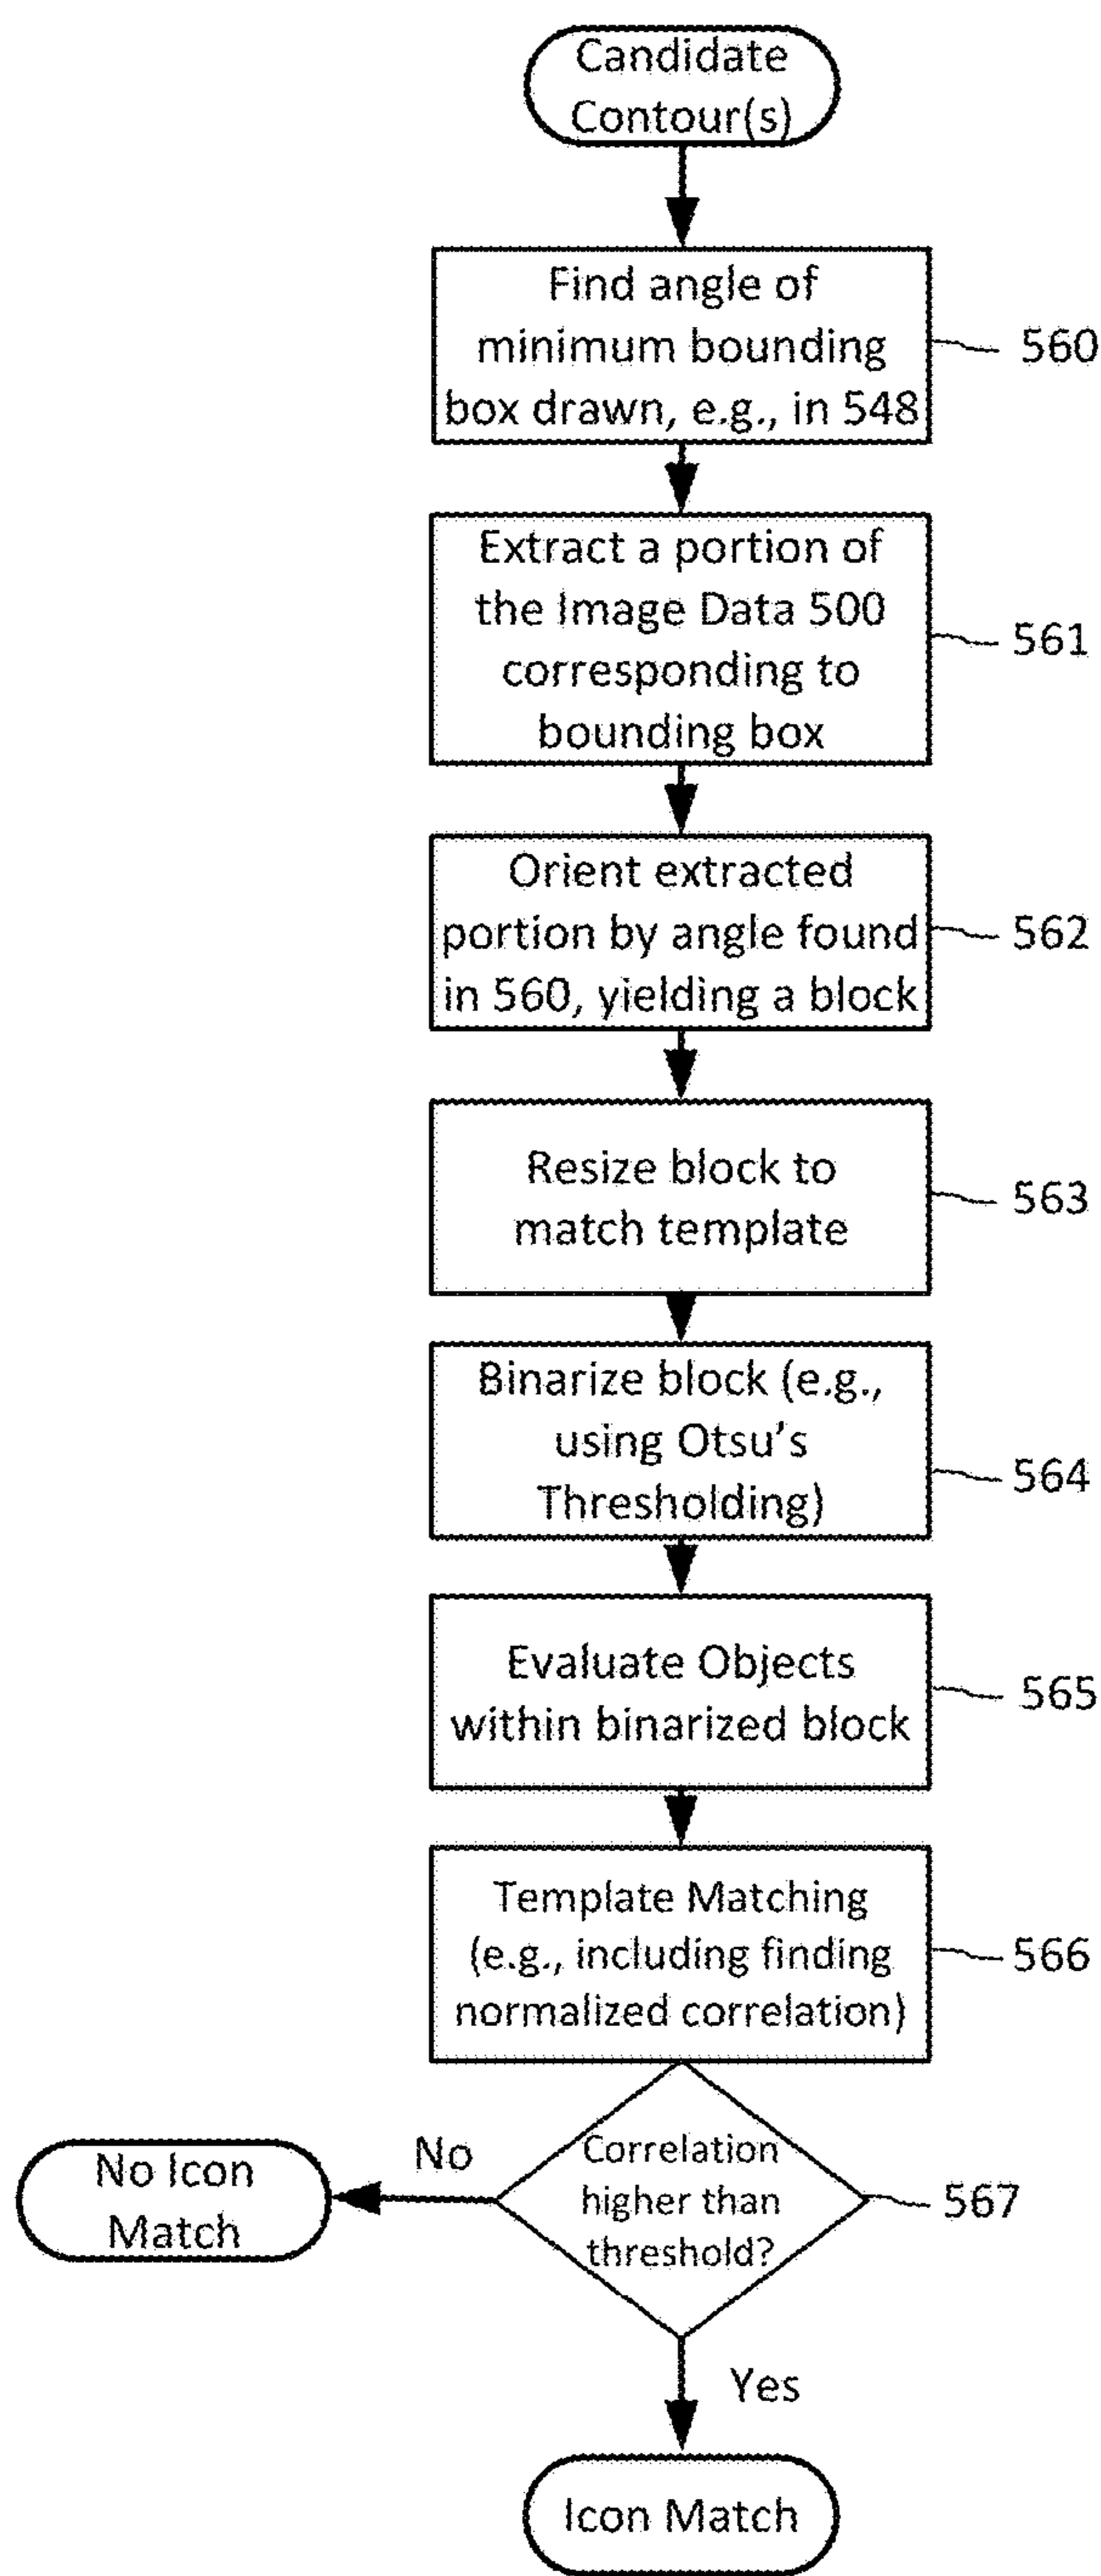 Candidate
Contour(s)
Find angle of
minimum bounding
box drawn, e.g., in 548
560
Extract a portion of
the Image Data 500
corresponding to
bounding box
561
Orient extracted
portion by angle found
in 560, yielding a block
562
Resize block to
match template
563
Binarize block (e.g.,
using Otsu's
Thresholding)
564
Evaluate Objects
within binarized block
565
Template Matching
(e.g., including finding
normalized correlation)
566
Correlation
higher than
threshold?
567
No
No Icon
Match
Yes
Icon Match